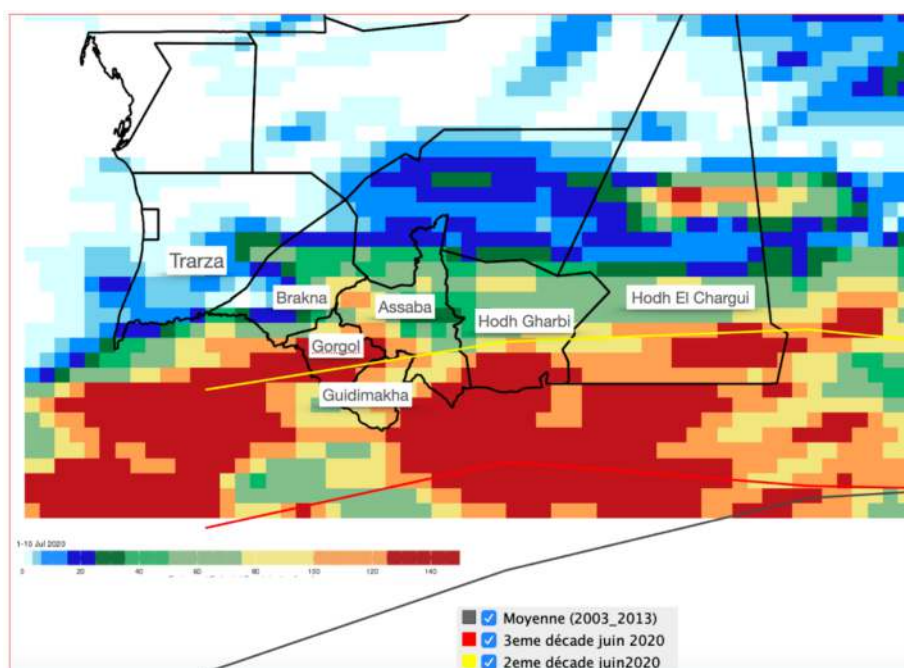 Trarza
Brakna
Assaba
Hodh El Chargui
Hodh Gharbi
Gorgol
Guidimakha
1-10 Jul 2020
0 20 40 60 80 100 120 140
Moyenne (2003_2013)
3eme décade juin 2020
2eme décade juin2020